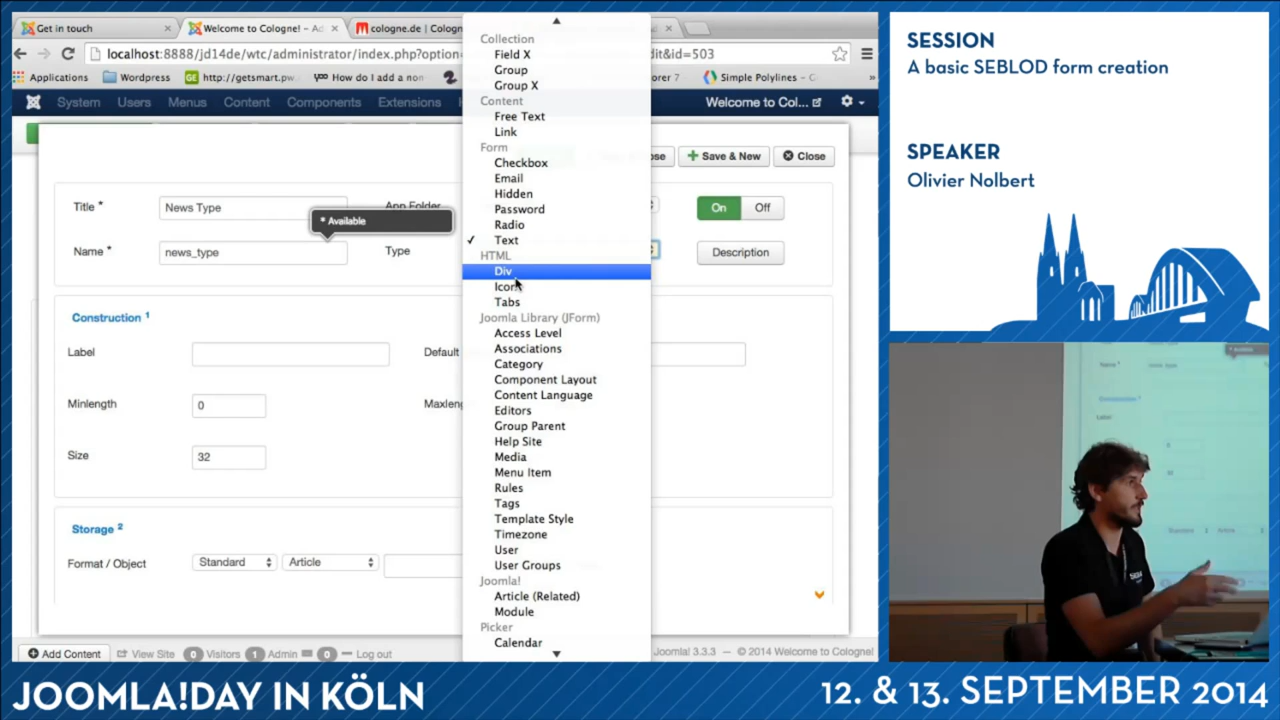 Get in touch
Welcome to Cologne! – Ad
cologne.de | Cologn
localhost:8888/jd14de/wtc/administrator/index.php?option=
dit&id=503
Applications
Wordpress
http://getsmart.pw
How do I add a non
orer 7
Simple Polylines – G
System
Users
Menus
Content
Components
Extensions
Welcome to Col...
ose
Save & New
Close
Title *
News Type
App Folder
On
Off
* Available
Name *
news_type
Type
Description
Construction 1
Label
Default
Minlength
0
Maxleng
Size
32
Storage 2
Format / Object
Standard
Article
Collection
Field X
Group
Group X
Content
Free Text
Link
Form
Checkbox
Email
Hidden
Password
Radio
✓ Text
HTML
Div
Icon
Tabs
Joomla Library (JForm)
Access Level
Associations
Category
Component Layout
Content Language
Editors
Group Parent
Help Site
Media
Menu Item
Rules
Tags
Template Style
Timezone
User
User Groups
Joomla!
Article (Related)
Module
Picker
Calendar
Add Content
View Site
0 Visitors
1 Admin
0
Log out
Joomla! 3.3.3 — © 2014 Welcome to Cologne!
SESSION
A basic SEBLOD form creation
SPEAKER
Olivier Nolbert
JOOMLA!DAY IN KÖLN
12. & 13. SEPTEMBER 2014